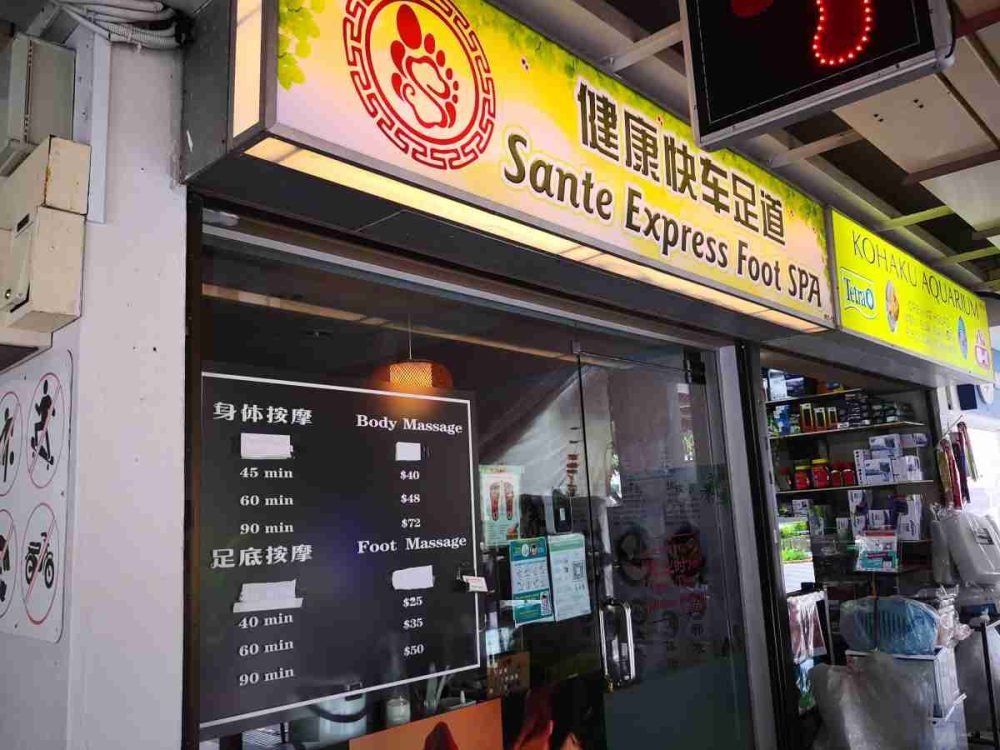 健康快车足道
Sante Express Foot SPA
KOHAKU AQUARIUM
Tetra
身体按摩 Body Massage
45 min $40
60 min $48
90 min $72
足底按摩 Foot Massage
40 min $25
60 min $35
90 min $50